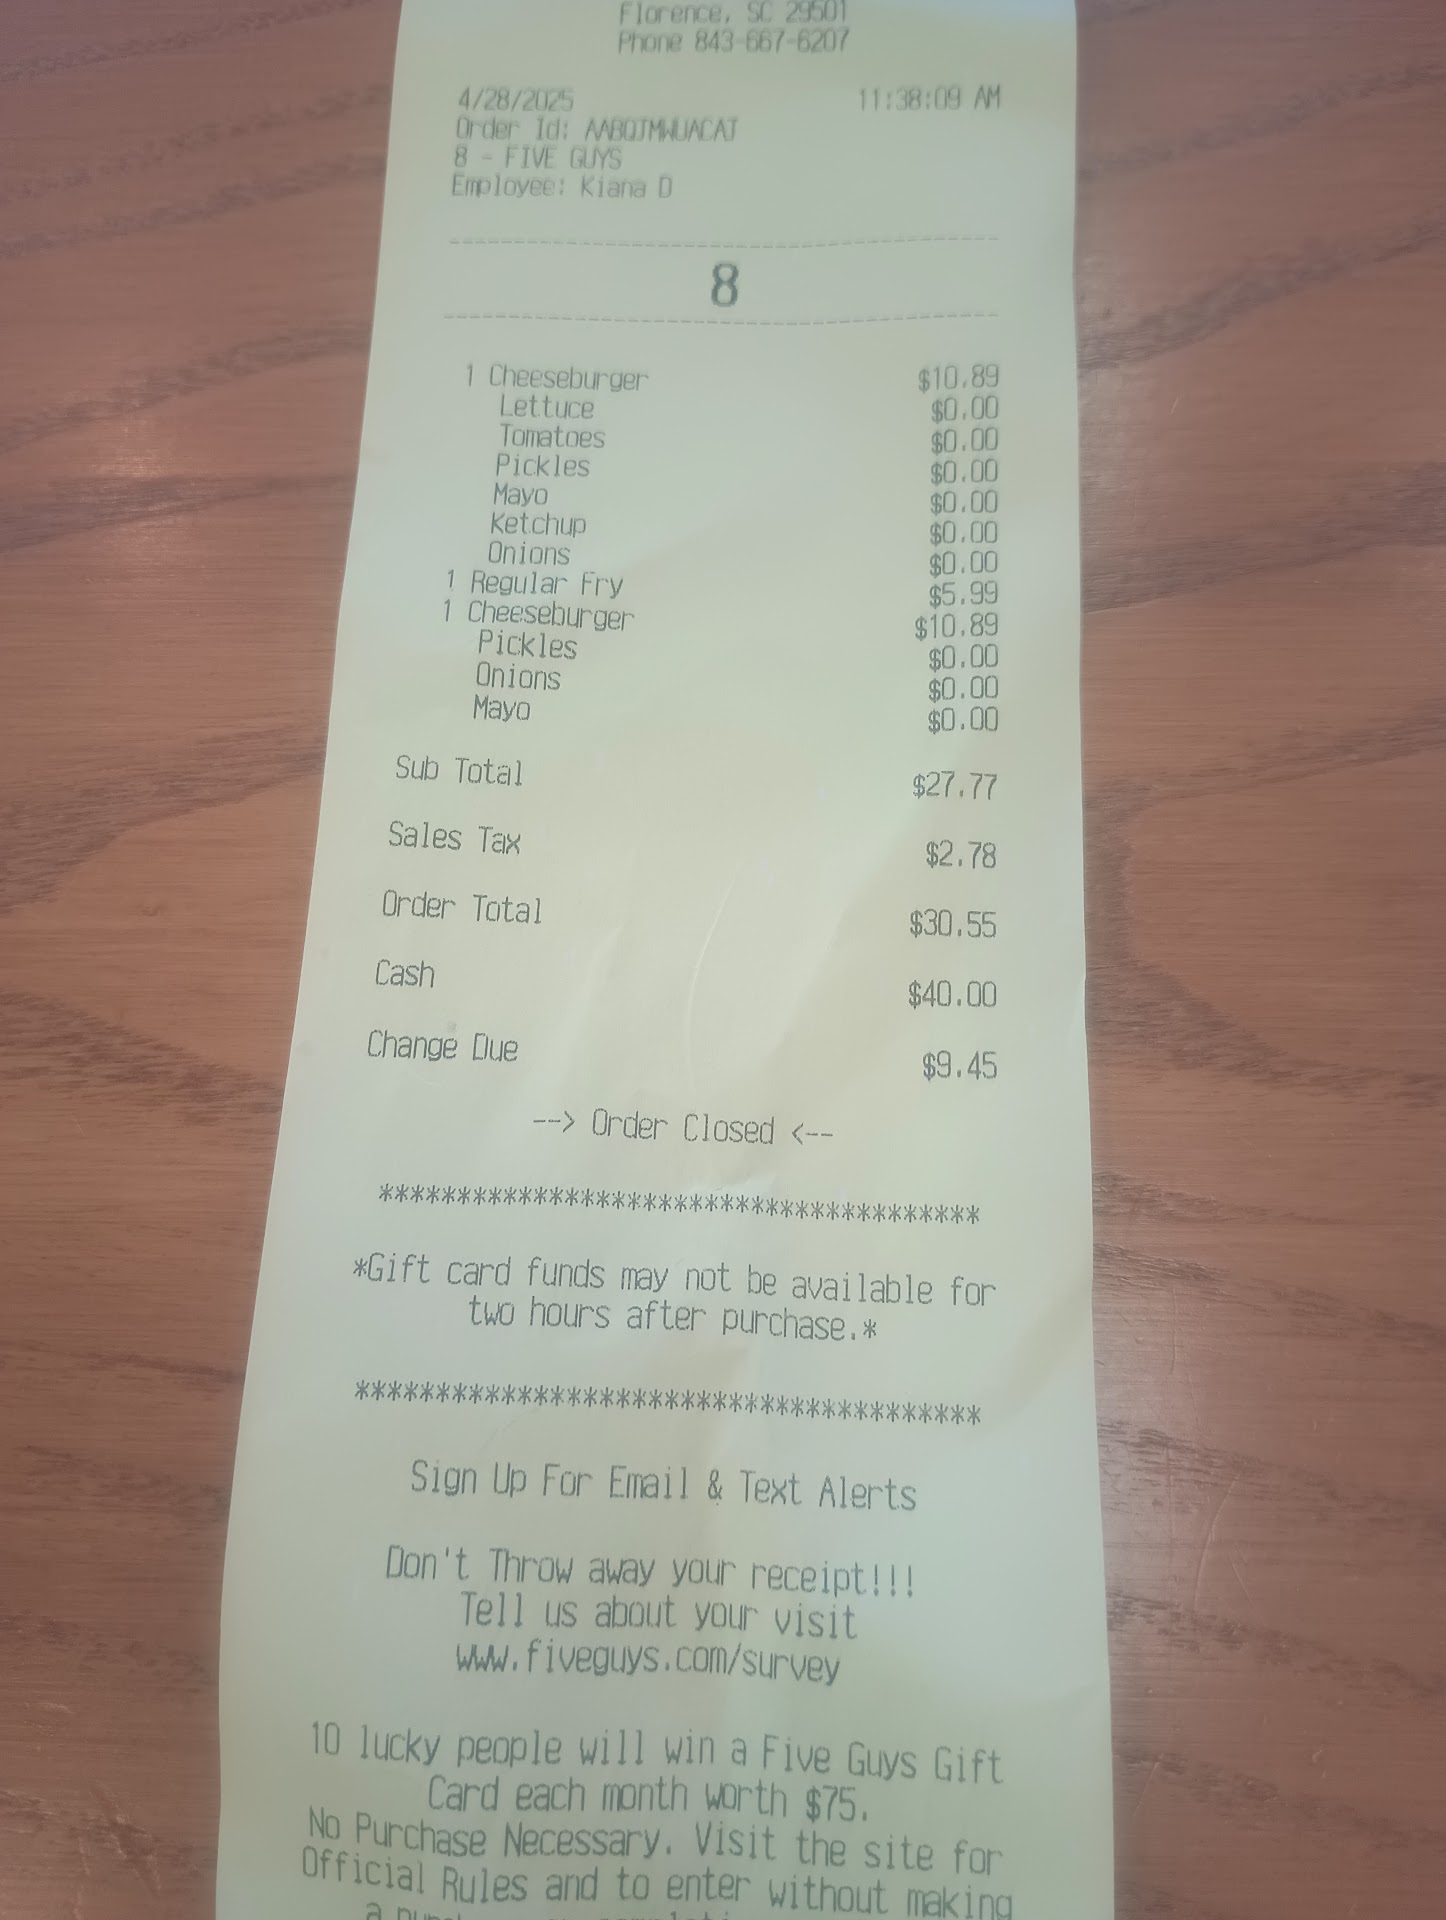 Florence, SC 29501
Phone 843-667-6207
4/28/2025 11:38:09 AM
Order Id: AABQJMWUACAJ
8 - FIVE GUYS
Employee: Kiana D
8
1 Cheeseburger $10.89
Lettuce $0.00
Tomatoes $0.00
Pickles $0.00
Mayo $0.00
Ketchup $0.00
Onions $0.00
1 Regular Fry $5.99
1 Cheeseburger $10.89
Pickles $0.00
Onions $0.00
Mayo $0.00
Sub Total $27.77
Sales Tax $2.78
Order Total $30.55
Cash $40.00
Change Due $9.45
--> Order Closed <--
***************************************
*Gift card funds may not be available for
two hours after purchase.*
***************************************
Sign Up For Email & Text Alerts
Don't Throw away your receipt!!!
Tell us about your visit
www.fiveguys.com/survey
10 lucky people will win a Five Guys Gift
Card each month worth $75.
No Purchase Necessary. Visit the site for
Official Rules and to enter without making
a